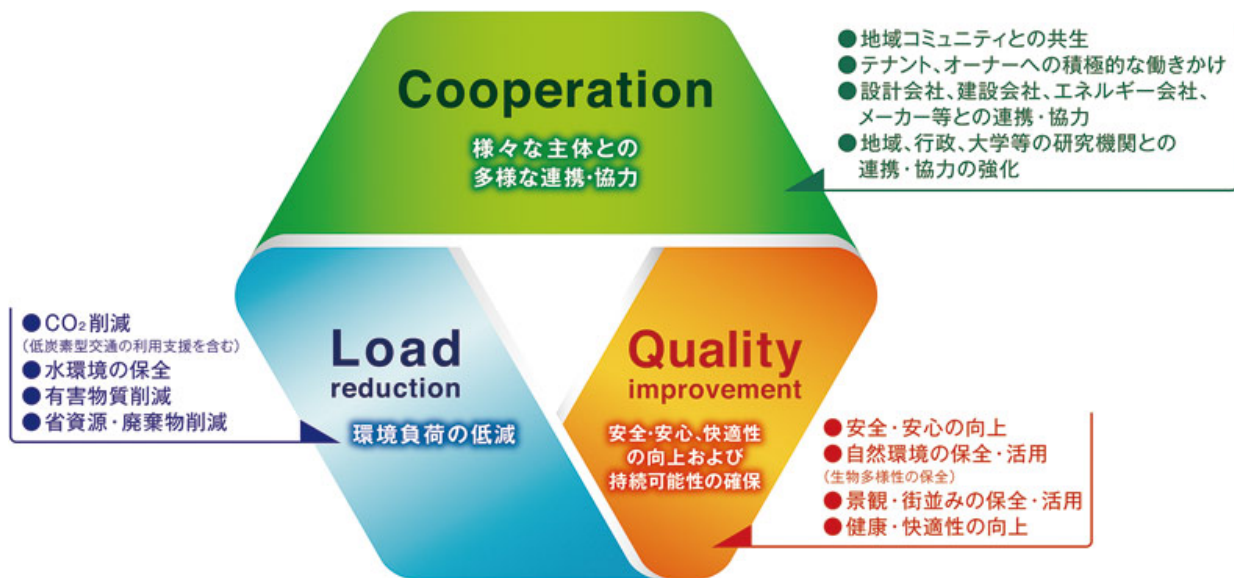 Cooperation
様々な主体との
多様な連携・協力
●地域コミュニティとの共生
●テナント、オーナーへの積極的な働きかけ
●設計会社、建設会社、エネルギー会社、
メーカー等との連携・協力
●地域、行政、大学等の研究機関との
連携・協力の強化
Load
reduction
環境負荷の低減
●CO₂削減
(低炭素型交通の利用支援を含む)
●水環境の保全
●有害物質削減
●省資源・廃棄物削減
Quality
improvement
安全・安心、快適性
の向上および
持続可能性の確保
●安全・安心の向上
●自然環境の保全・活用
(生物多様性の保全)
●景観・街並みの保全・活用
●健康・快適性の向上